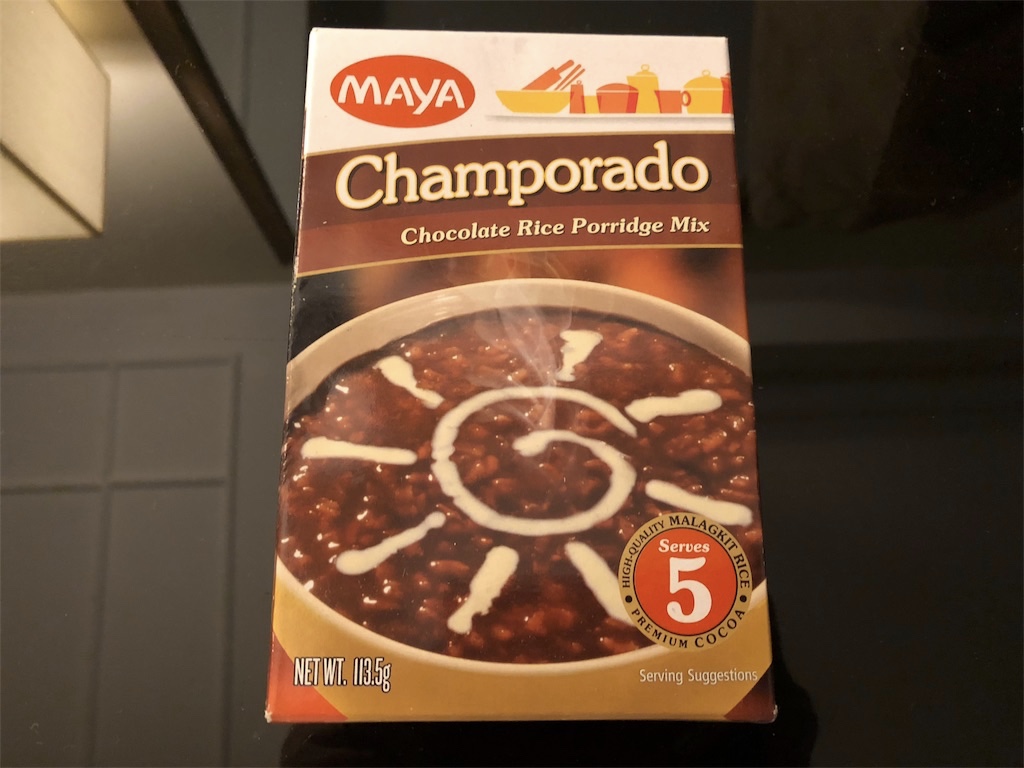 MAYA
Champorado
Chocolate Rice Porridge Mix
HIGH-QUALITY MALAGKIT RICE
Serves
5
• PREMIUM COCOA •
NET WT. 113.5g
Serving Suggestions